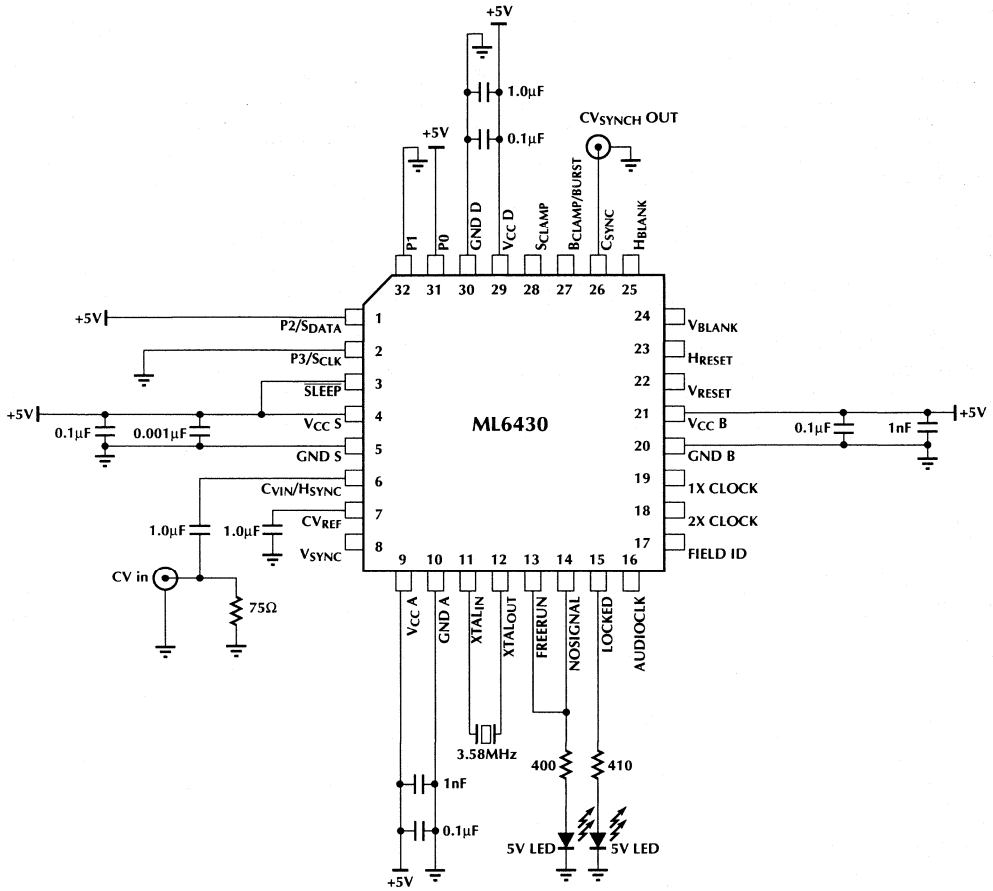 +5V
1.0µF
0.1µF
+5V
CVSYNCH OUT
P1
P0
GND D
VCC D
SCLAMP
BCLAMP/BURST
CSYNC
HBLANK
32 31 30 29 28 27 26 25
+5V
P2/SDATA
1
24
VBLANK
P3/SCLK
2
23
HRESET
SLEEP
3
22
VRESET
+5V
0.1µF
0.001µF
VCC S
4
ML6430
21
VCC B
0.1µF
1nF
+5V
GND S
5
20
GND B
CVIN/HSYNC
6
19
1X CLOCK
1.0µF
1.0µF
CVREF
7
18
2X CLOCK
VSYNC
8
17
FIELD ID
9 10 11 12 13 14 15 16
CV in
75Ω
VCC A
GND A
XTALIN
XTALOUT
FREERUN
NOSIGNAL
LOCKED
AUDIOCLK
3.58MHz
400
410
1nF
0.1µF
5V LED
5V LED
+5V